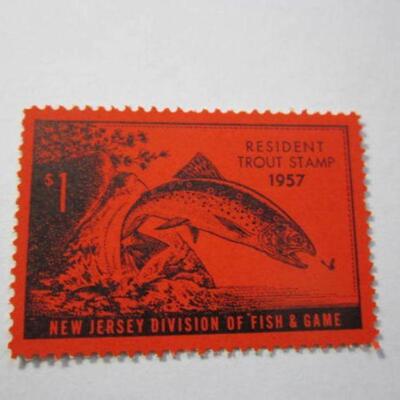 RESIDENT
TROUT STAMP
1957
$1
NEW JERSEY DIVISION OF FISH & GAME